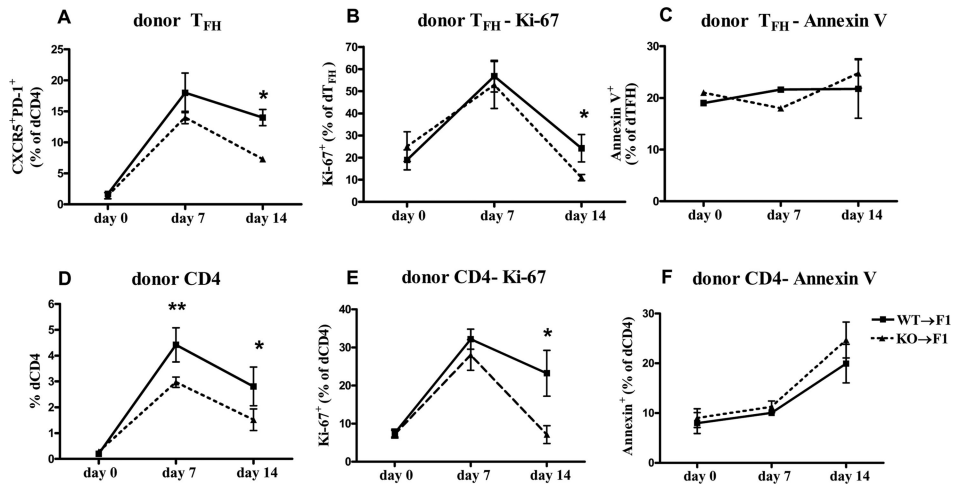 A donor T_FH
CXCR5⁺PD-1⁺
(% of dCD4)
25
20
15
10
5
0
day 0 day 7 day 14
*
B donor T_FH - Ki-67
Ki-67⁺ (% of dT_FH)
70
60
50
40
30
20
10
0
day 0 day 7 day 14
*
C donor T_FH - Annexin V
Annexin V⁺
(% of dTFH)
30
20
10
0
day 0 day 7 day 14
D donor CD4
% dCD4
6
5
4
3
2
1
0
day 0 day 7 day 14
**
*
E donor CD4- Ki-67
Ki-67⁺ (% of dCD4)
40
30
20
10
0
day 0 day 7 day 14
*
F donor CD4- Annexin V
Annexin⁺ (% of dCD4)
40
30
20
10
0
day 0 day 7 day 14
WT→F1
KO→F1